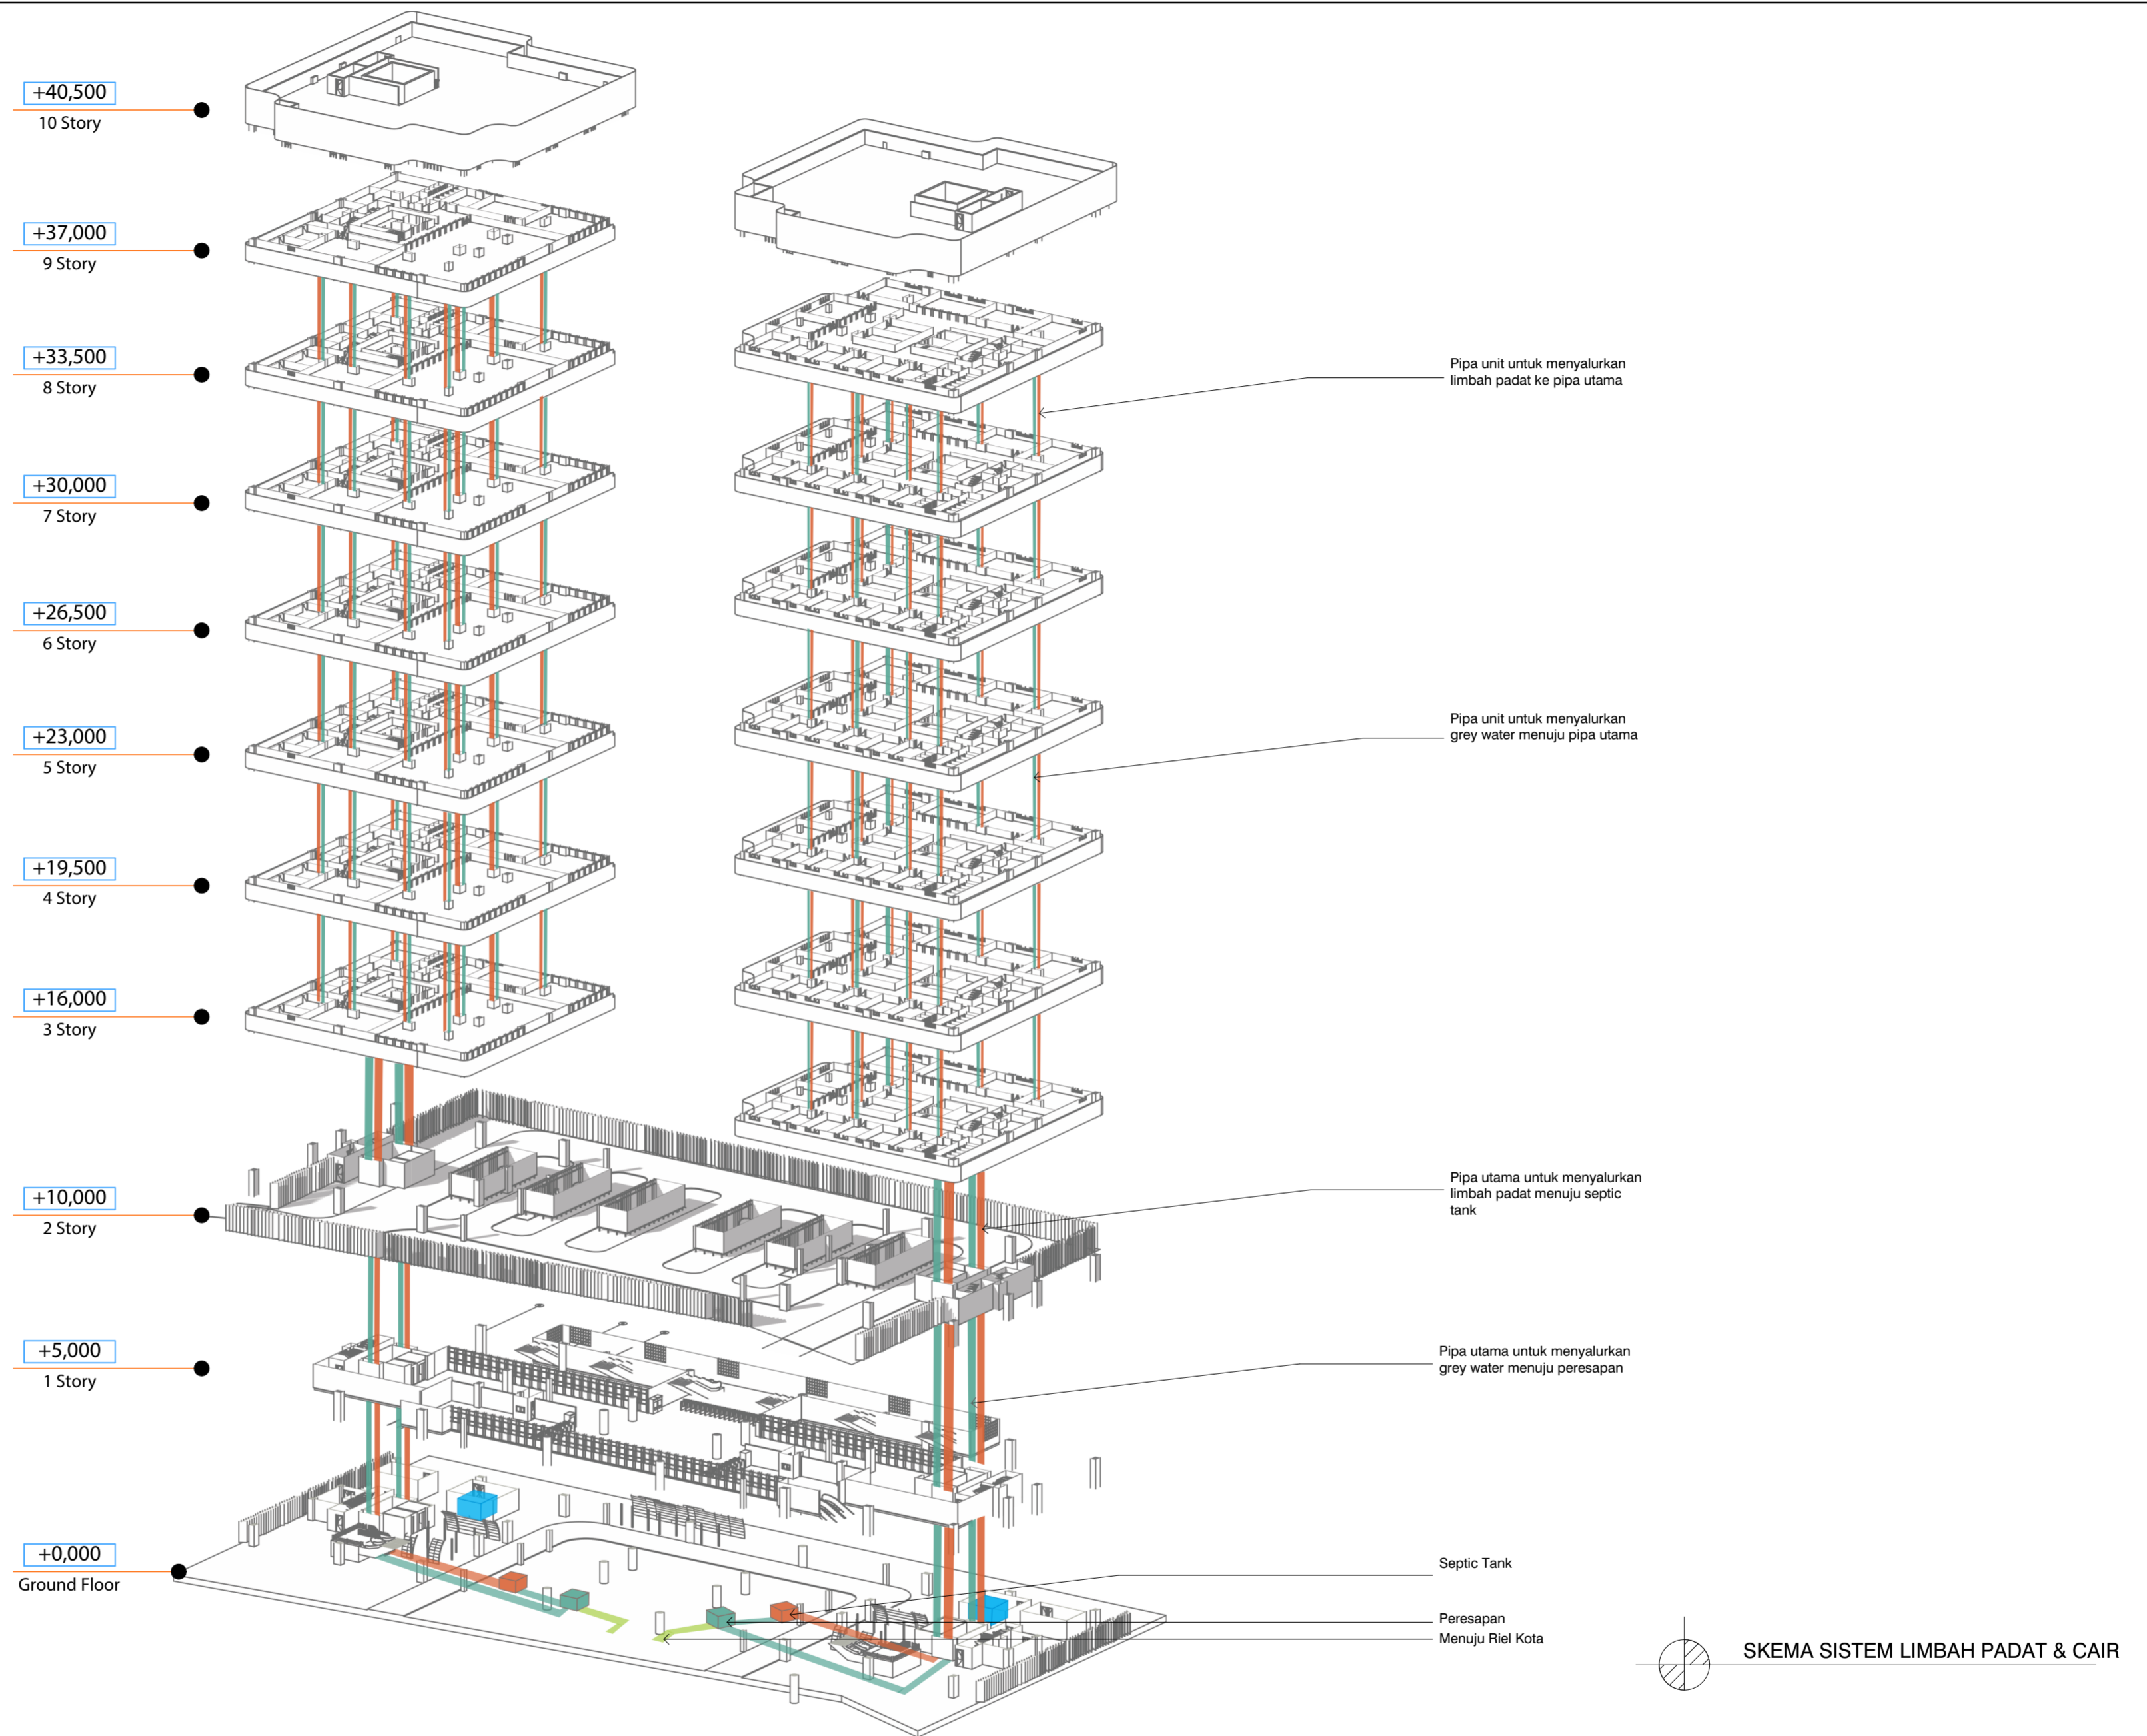 +40,500
10 Story
+37,000
9 Story
+33,500
8 Story
+30,000
7 Story
+26,500
6 Story
+23,000
5 Story
+19,500
4 Story
+16,000
3 Story
+10,000
2 Story
+5,000
1 Story
+0,000
Ground Floor
Pipa unit untuk menyalurkan
limbah padat ke pipa utama
Pipa unit untuk menyalurkan
grey water menuju pipa utama
Pipa utama untuk menyalurkan
limbah padat menuju septic
tank
Pipa utama untuk menyalurkan
grey water menuju peresapan
Septic Tank
Peresapan
Menuju Riel Kota
SKEMA SISTEM LIMBAH PADAT & CAIR